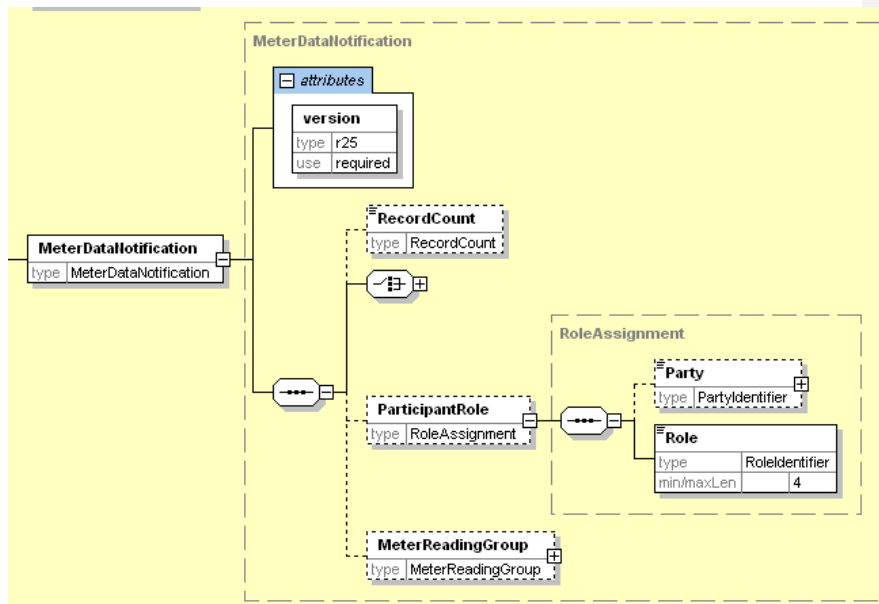 MeterDataNotification
attributes
version
type r25
use required
RecordCount
type RecordCount
MeterDataNotification
type MeterDataNotification
RoleAssignment
Party
type PartyIdentifier
ParticipantRole
type RoleAssignment
Role
type RoleIdentifier
min/maxLen 4
MeterReadingGroup
type MeterReadingGroup